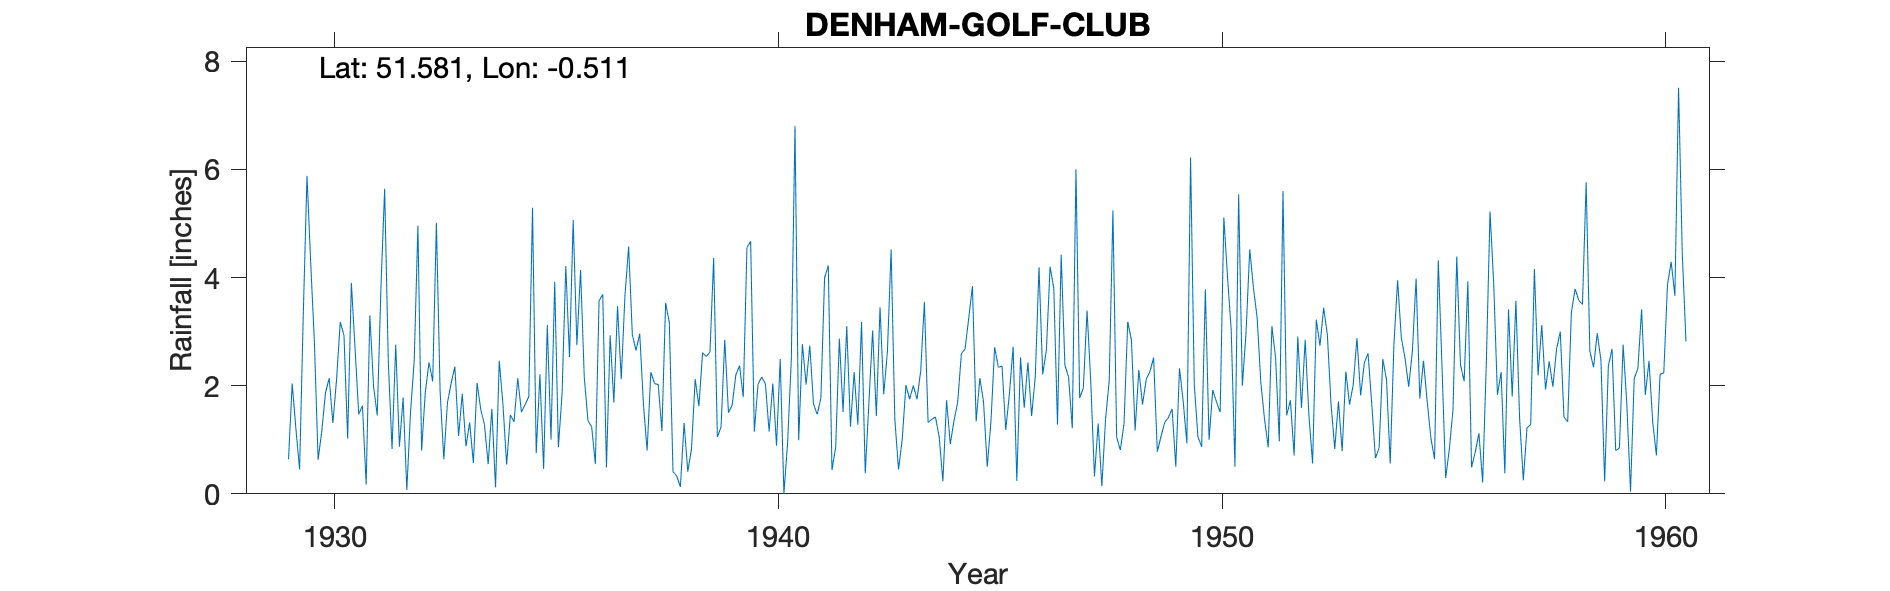 DENHAM-GOLF-CLUB
Lat: 51.581, Lon: -0.511
8
6
4
2
0
Rainfall [inches]
1930 1940 1950 1960
Year